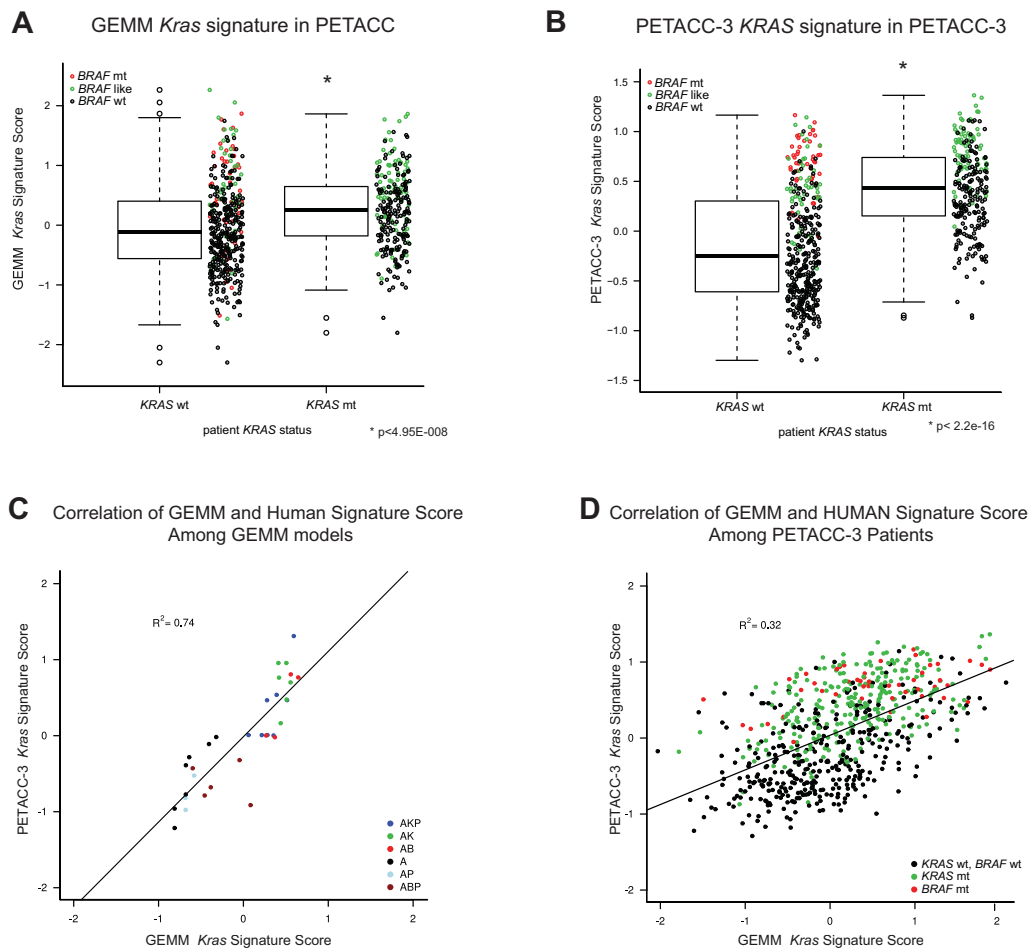 A
GEMM Kras signature in PETACC
BRAF mt
BRAF like
BRAF wt
*
2
1
0
−1
−2
GEMM Kras Signature Score
KRAS wt
KRAS mt
patient KRAS status
* p<4.95E-008
B
PETACC-3 KRAS signature in PETACC-3
BRAF mt
BRAF like
BRAF wt
*
1.5
1.0
0.5
0.0
−0.5
−1.0
−1.5
PETACC-3 Kras Signature Score
KRAS wt
KRAS mt
patient KRAS status
* p< 2.2e-16
C
Correlation of GEMM and Human Signature Score
Among GEMM models
R2= 0.74
2
1
0
-1
-2
PETACC-3 Kras Signature Score
AKP
AK
AB
A
AP
ABP
-2
-1
0
1
2
GEMM Kras Signature Score
D
Correlation of GEMM and HUMAN Signature Score
Among PETACC-3 Patients
R2= 0.32
2
1
0
-1
-2
PETACC-3 Kras Signature Score
KRAS wt, BRAF wt
KRAS mt
BRAF mt
-2
-1
0
1
2
GEMM Kras Signature Score